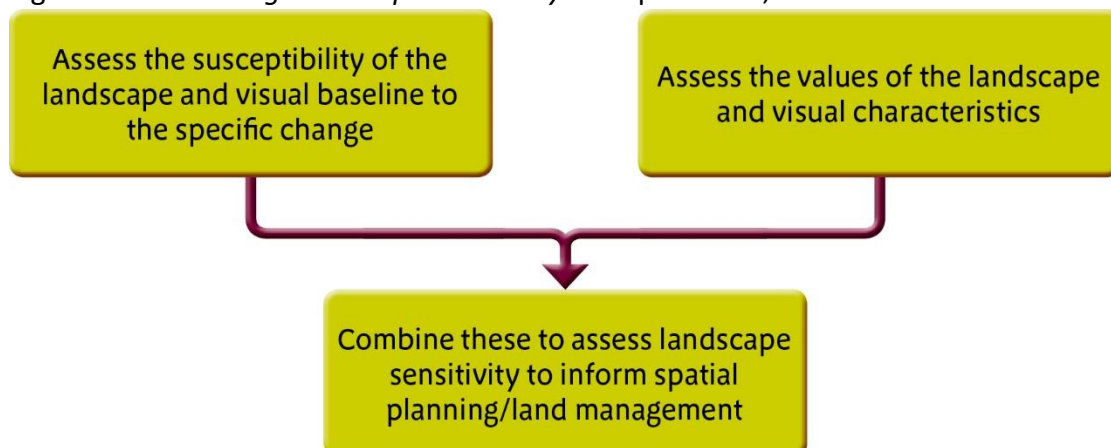 Assess the susceptibility of the
landscape and visual baseline to
the specific change
Assess the values of the landscape
and visual characteristics
Combine these to assess landscape
sensitivity to inform spatial
planning/land management